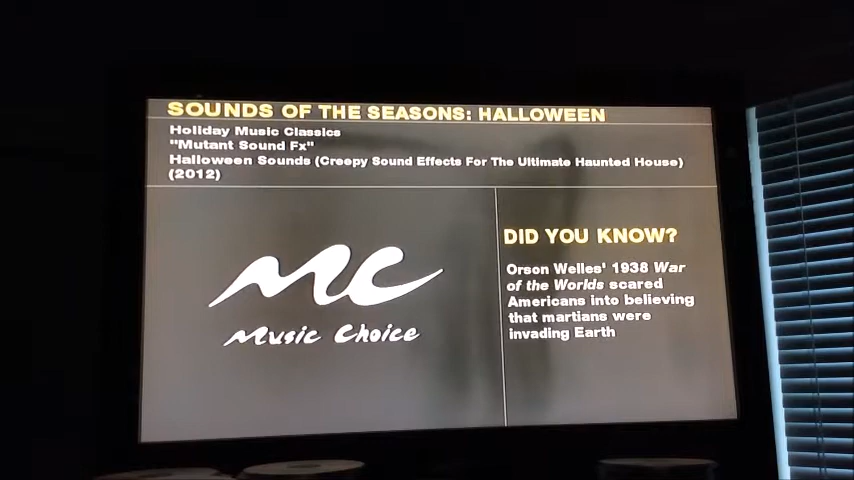 SOUNDS OF THE SEASONS: HALLOWEEN
Holiday Music Classics
"Mutant Sound Fx"
Halloween Sounds (Creepy Sound Effects For The Ultimate Haunted House)
(2012)
MC
Music Choice
DID YOU KNOW?
Orson Welles' 1938 War
of the Worlds scared
Americans into believing
that martians were
invading Earth